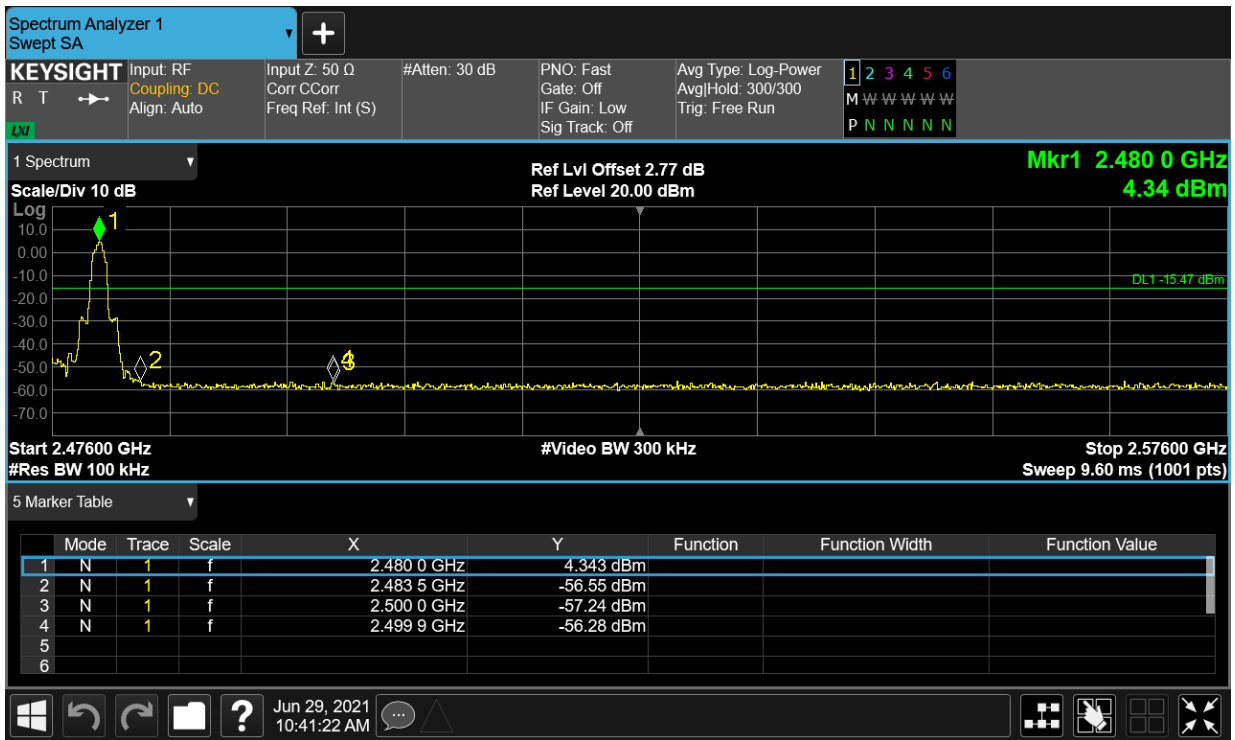 Spectrum Analyzer 1
Swept SA
KEYSIGHT
R T
LXI
Input: RF
Coupling: DC
Align: Auto
Input Z: 50 Ω
Corr CCorr
Freq Ref: Int (S)
#Atten: 30 dB
PNO: Fast
Gate: Off
IF Gain: Low
Sig Track: Off
Avg Type: Log-Power
Avg|Hold: 300/300
Trig: Free Run
1 2 3 4 5 6
M W W W W W
P N N N N N
1 Spectrum
Scale/Div 10 dB
Ref Lvl Offset 2.77 dB
Ref Level 20.00 dBm
Mkr1 2.480 0 GHz
4.34 dBm
Log
10.0
0.00
-10.0
-20.0
-30.0
-40.0
-50.0
-60.0
-70.0
1
2
3
DL1 -15.47 dBm
Start 2.47600 GHz
#Res BW 100 kHz
#Video BW 300 kHz
Stop 2.57600 GHz
Sweep 9.60 ms (1001 pts)
5 Marker Table
Mode Trace Scale X Y Function Function Width Function Value
1 N 1 f 2.480 0 GHz 4.343 dBm
2 N 1 f 2.483 5 GHz -56.55 dBm
3 N 1 f 2.500 0 GHz -57.24 dBm
4 N 1 f 2.499 9 GHz -56.28 dBm
5
6
?
Jun 29, 2021
10:41:22 AM